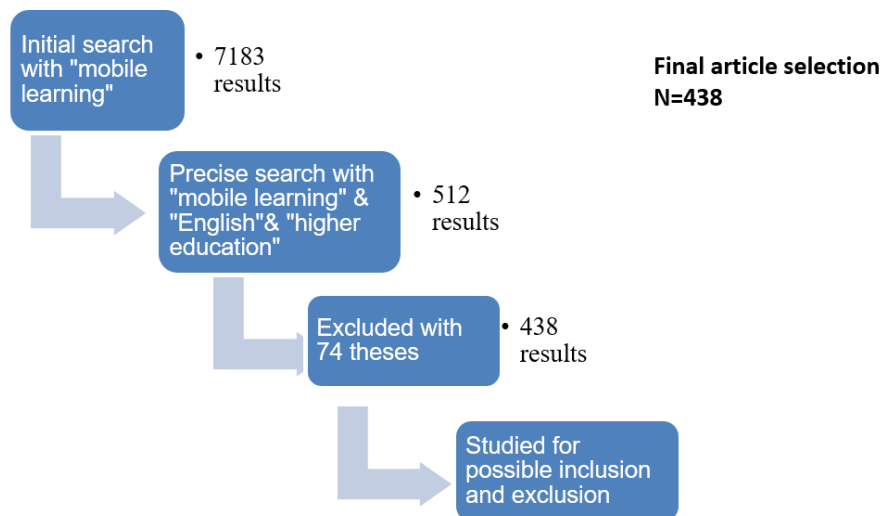 Initial search
with "mobile
learning"
• 7183
results
Final article selection
N=438
Precise search with
"mobile learning" &
"English"& "higher
education"
• 512
results
Excluded with
74 theses
• 438
results
Studied for
possible inclusion
and exclusion